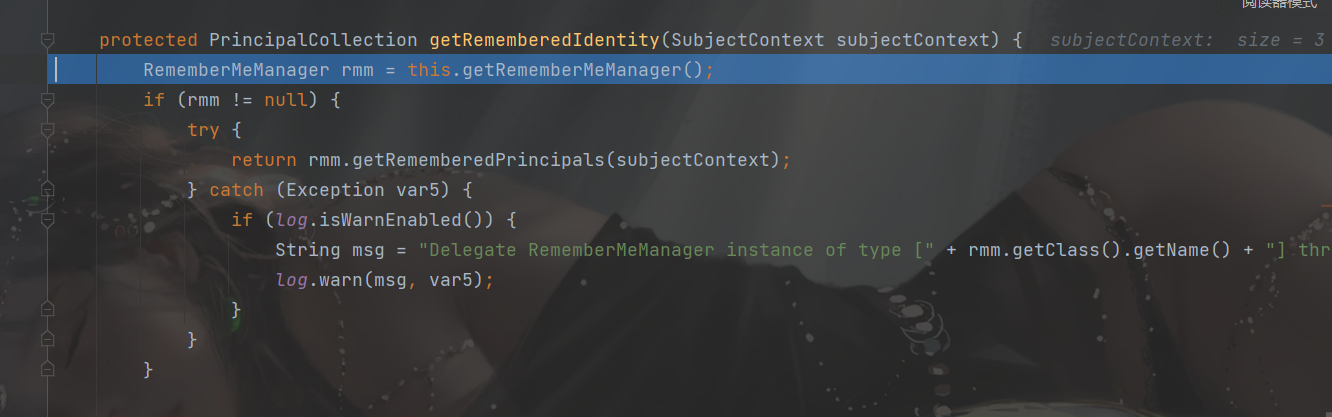 阅读器模式
protected PrincipalCollection getRememberedIdentity(SubjectContext subjectContext) { subjectContext: size = 3
RememberMeManager rmm = this.getRememberMeManager();
if (rmm != null) {
try {
return rmm.getRememberedPrincipals(subjectContext);
} catch (Exception var5) {
if (log.isWarnEnabled()) {
String msg = "Delegate RememberMeManager instance of type [" + rmm.getClass().getName() + "] thr
log.warn(msg, var5);
}
}
}